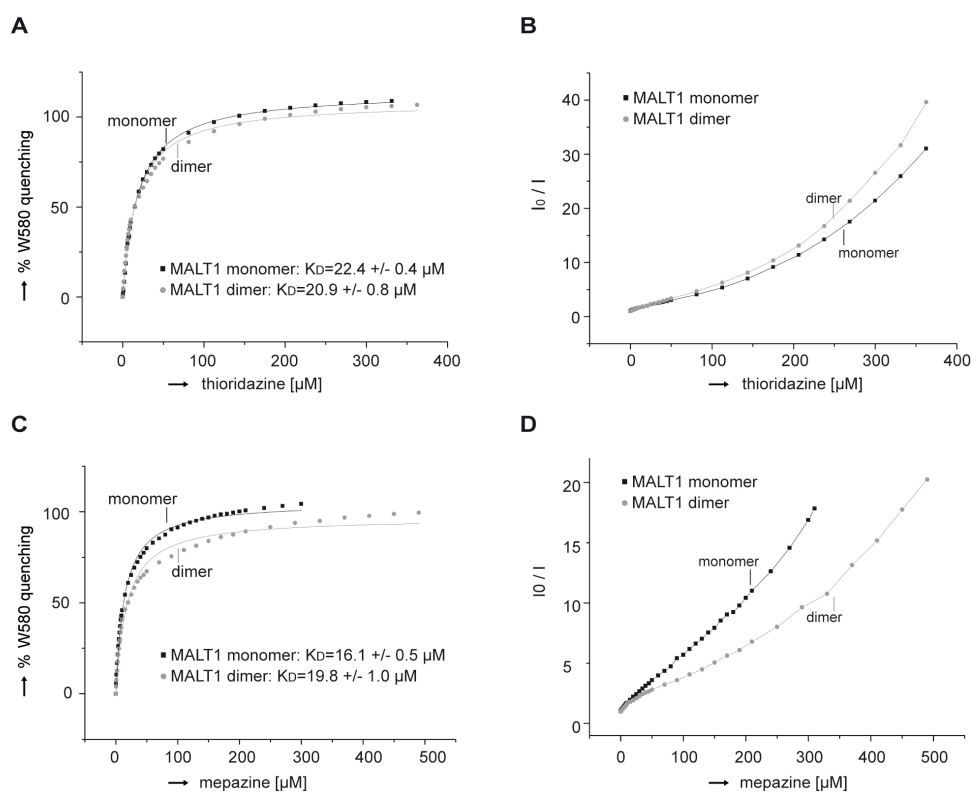 A
% W580 quenching
100
50
0
monomer
dimer
MALT1 monomer: KD=22.4 +/- 0.4 µM
MALT1 dimer: KD=20.9 +/- 0.8 µM
0 100 200 300 400
→ thioridazine [µM]
B
I0 / I
40
30
20
10
0
MALT1 monomer
MALT1 dimer
dimer
monomer
0 100 200 300 400
→ thioridazine [µM]
C
→ % W580 quenching
100
50
0
monomer
dimer
MALT1 monomer: KD=16.1 +/- 0.5 µM
MALT1 dimer: KD=19.8 +/- 1.0 µM
0 100 200 300 400 500
→ mepazine [µM]
D
I0 / I
20
15
10
5
0
MALT1 monomer
MALT1 dimer
monomer
dimer
0 100 200 300 400 500
→ mepazine [µM]